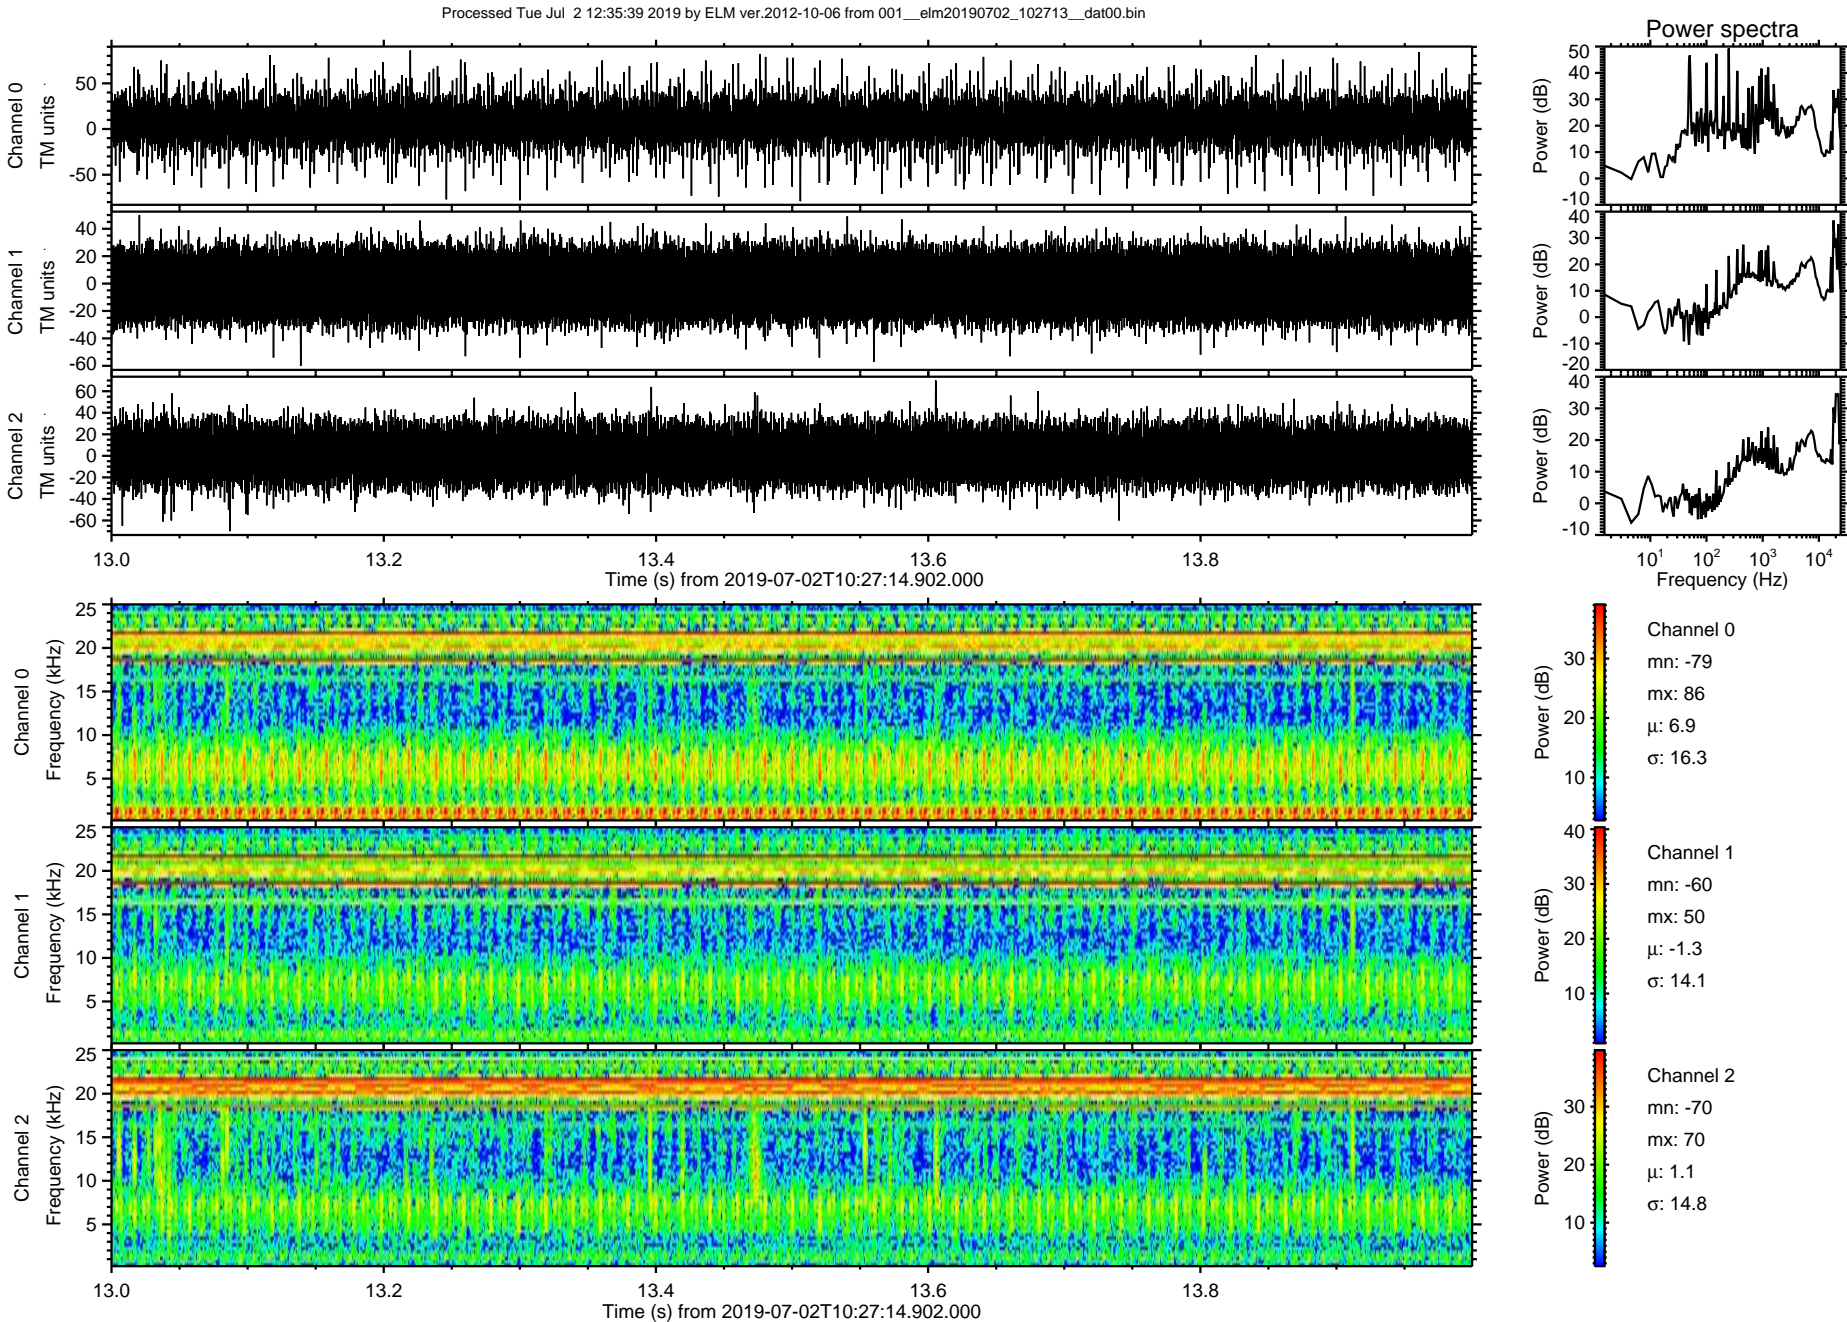 Processed Tue Jul 2 12:35:39 2019 by ELM ver.2012-10-06 from 001__elm20190702_102713__dat00.bin
Power spectra
Channel 0
TM units
50
0
-50
Power (dB)
50
40
30
20
10
0
-10
Channel 1
TM units
40
20
0
-20
-40
-60
Power (dB)
40
30
20
10
0
-10
-20
Channel 2
TM units
60
40
20
0
-20
-40
-60
Power (dB)
40
30
20
10
0
-10
13.0 13.2 13.4 13.6 13.8
Time (s) from 2019-07-02T10:27:14.902.000
10¹ 10² 10³ 10⁴
Frequency (Hz)
Channel 0
Frequency (kHz)
25
20
15
10
5
Power (dB)
30
20
10
Channel 0
mn: -79
mx: 86
μ: 6.9
σ: 16.3
Channel 1
Frequency (kHz)
25
20
15
10
5
Power (dB)
40
30
20
10
Channel 1
mn: -60
mx: 50
μ: -1.3
σ: 14.1
Channel 2
Frequency (kHz)
25
20
15
10
5
Power (dB)
30
20
10
Channel 2
mn: -70
mx: 70
μ: 1.1
σ: 14.8
13.0 13.2 13.4 13.6 13.8
Time (s) from 2019-07-02T10:27:14.902.000